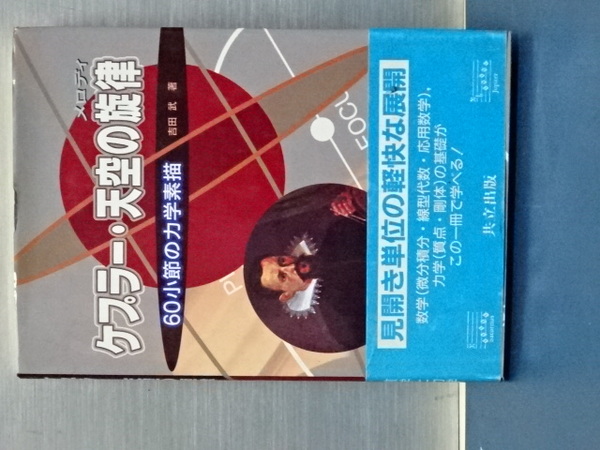 メロディ
ケプラー・天空の旋律
吉田 武 著
60小節の力学素描
FOCU
P
見開き単位の軽快な展開
数学(微分積分・線型代数・応用数学),
力学(質点・剛体)の基礎が
この一冊で学べる!
共立出版